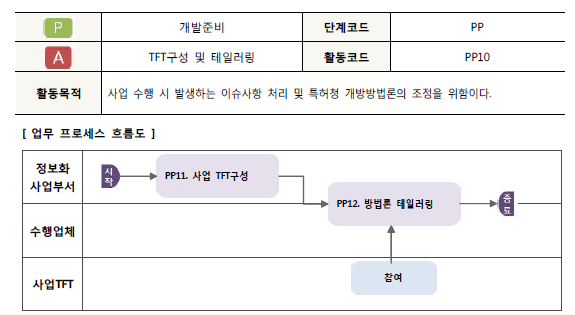 P 개발준비 단계코드 PP
A TFT구성 및 테일러링 활동코드 PP10
활동목적 사업 수행 시 발생하는 이슈사항 처리 및 특허청 개방방법론의 조정을 위함이다.
[ 업무 프로세스 흐름도 ]
정보화
사업부서
시작
PP11. 사업 TFT구성
PP12. 방법론 테일러링
종료
수행업체
사업TFT
참여